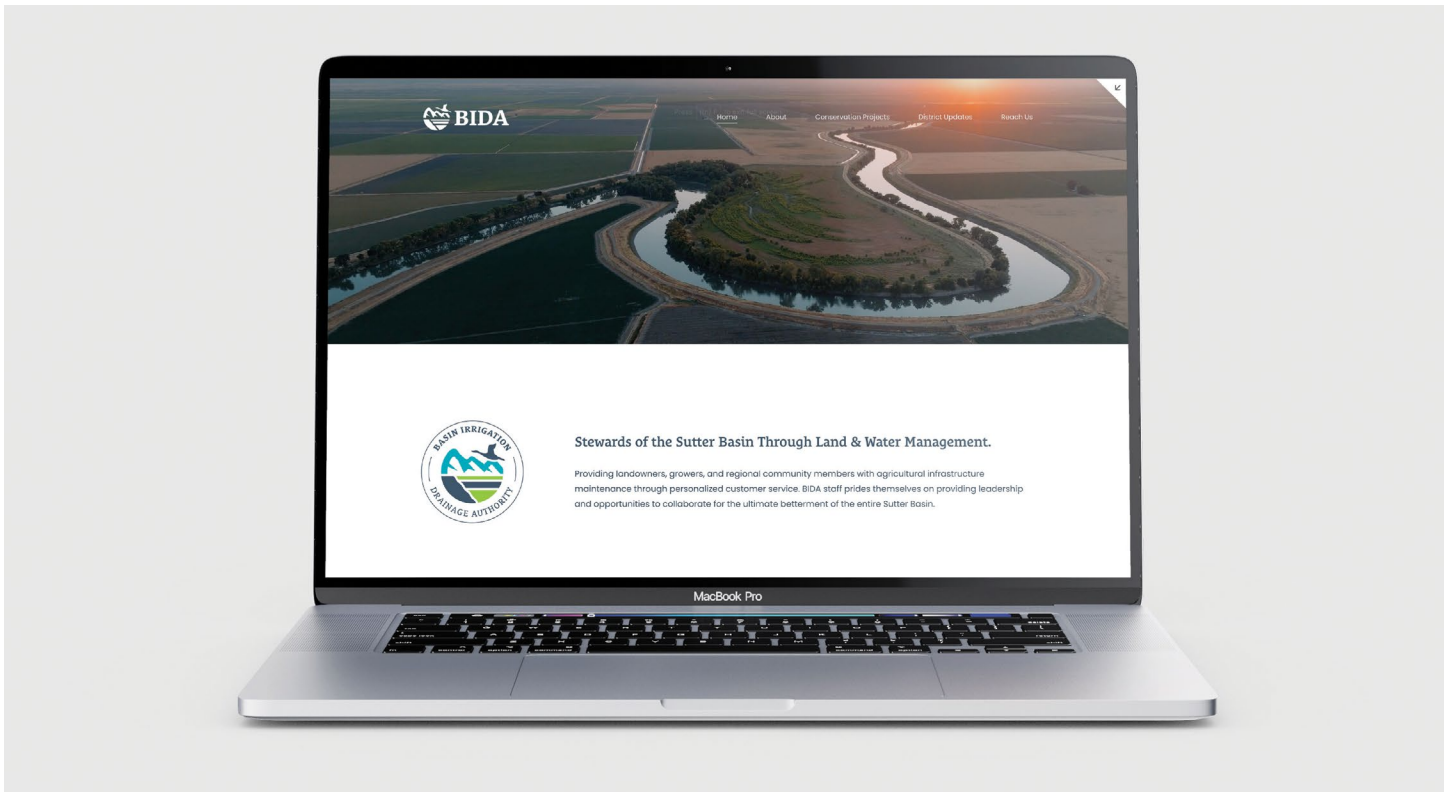 BIDA
Home About Conservation Projects District Updates Reach Us
BASIN IRRIGATION
DRAINAGE AUTHORITY
Stewards of the Sutter Basin Through Land & Water Management.
Providing landowners, growers, and regional community members with agricultural infrastructure
maintenance through personalized customer service. BIDA staff prides themselves on providing leadership
and opportunities to collaborate for the ultimate betterment of the entire Sutter Basin.
MacBook Pro